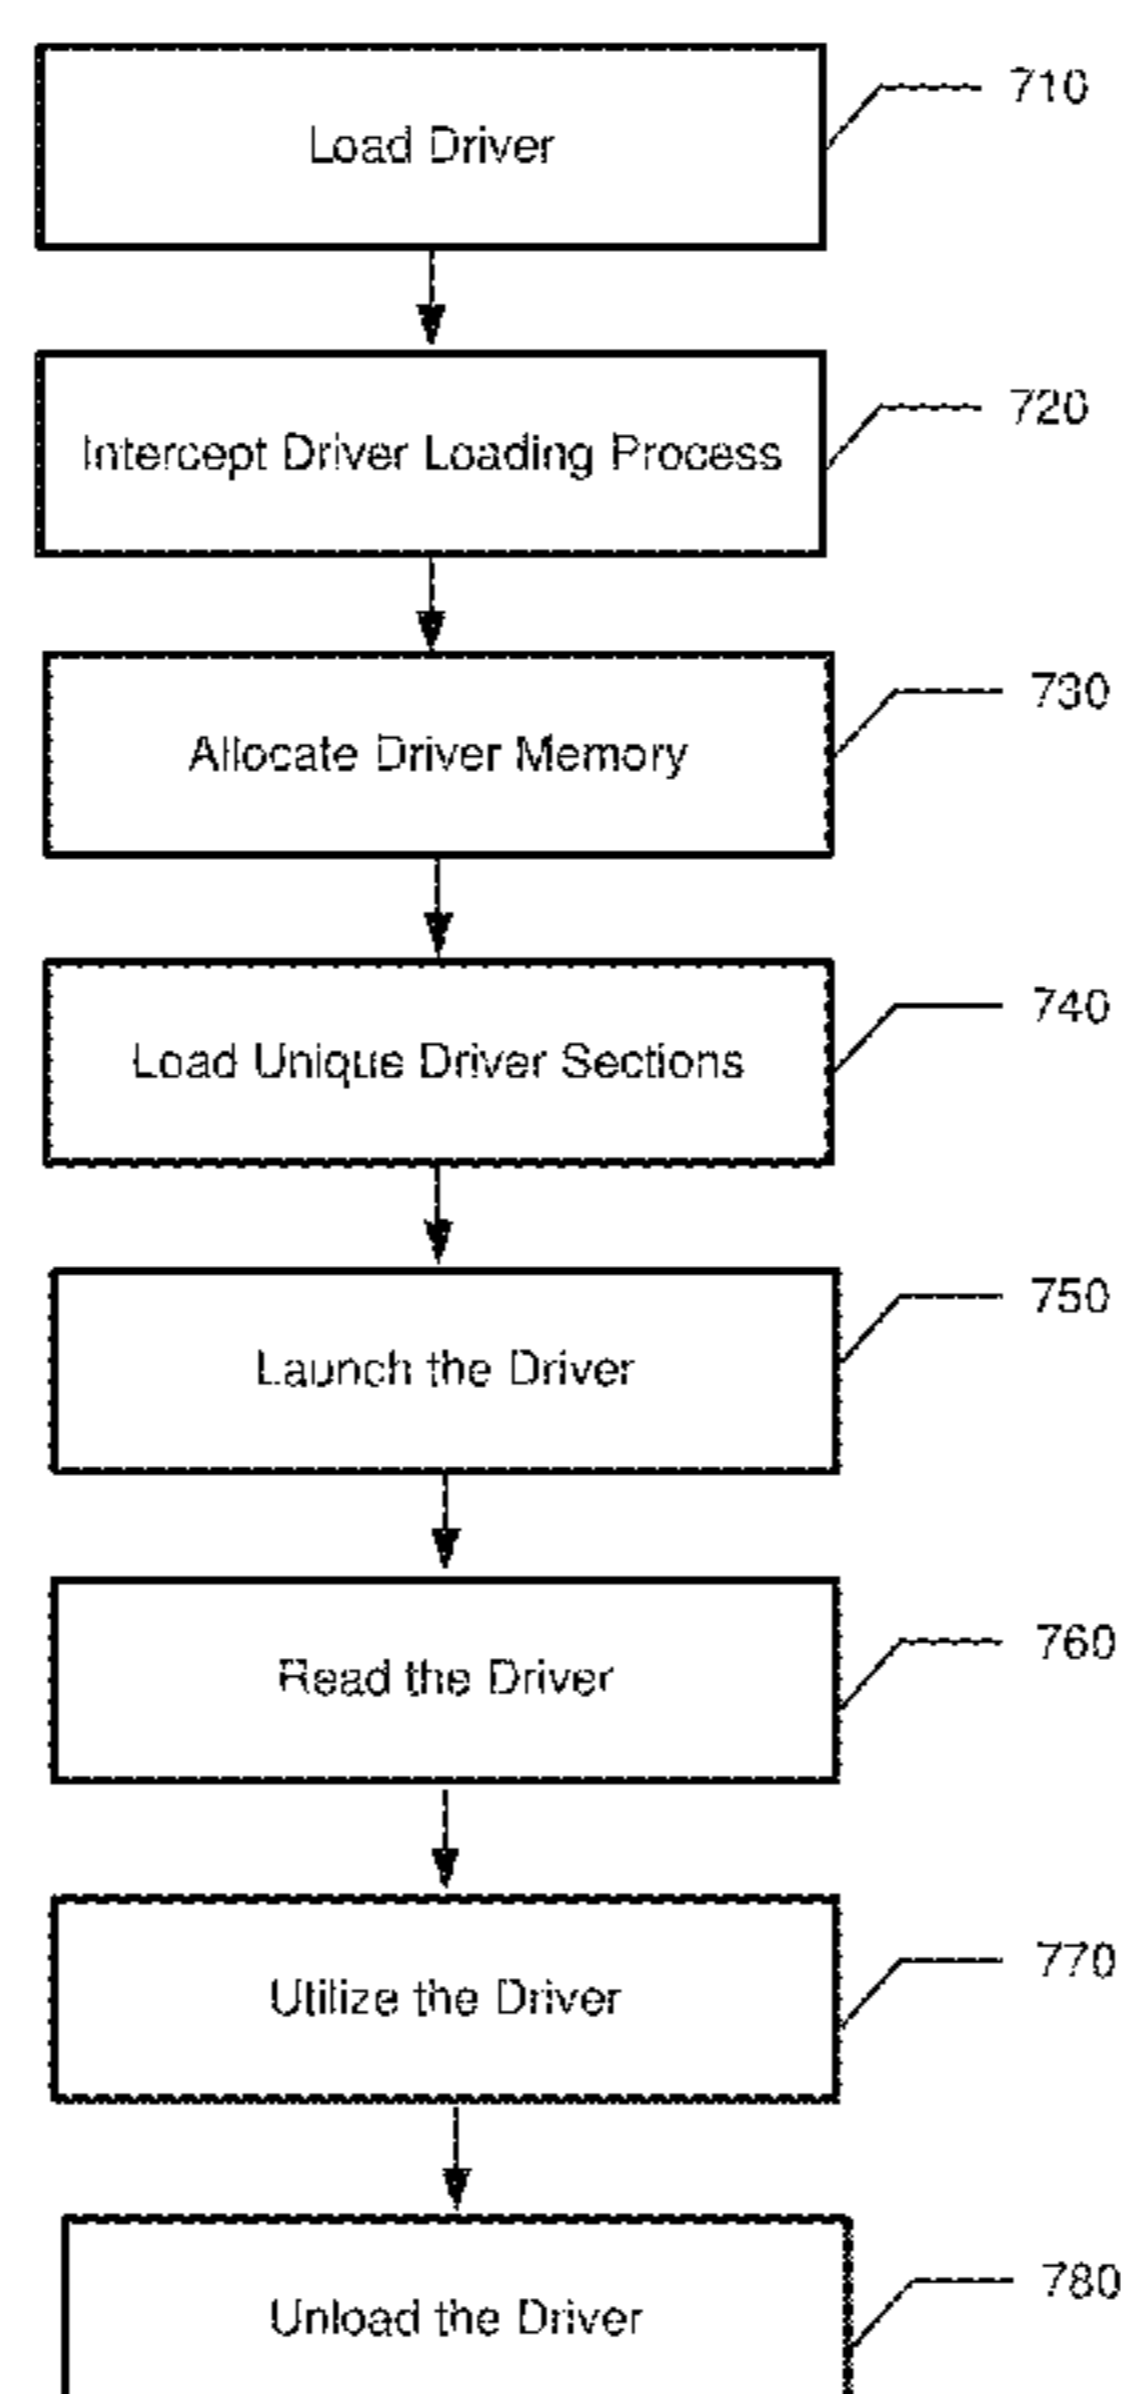 Load Driver
710
Intercept Driver Loading Process
720
Allocate Driver Memory
730
Load Unique Driver Sections
740
Launch the Driver
750
Read the Driver
760
Utilize the Driver
770
Unload the Driver
780